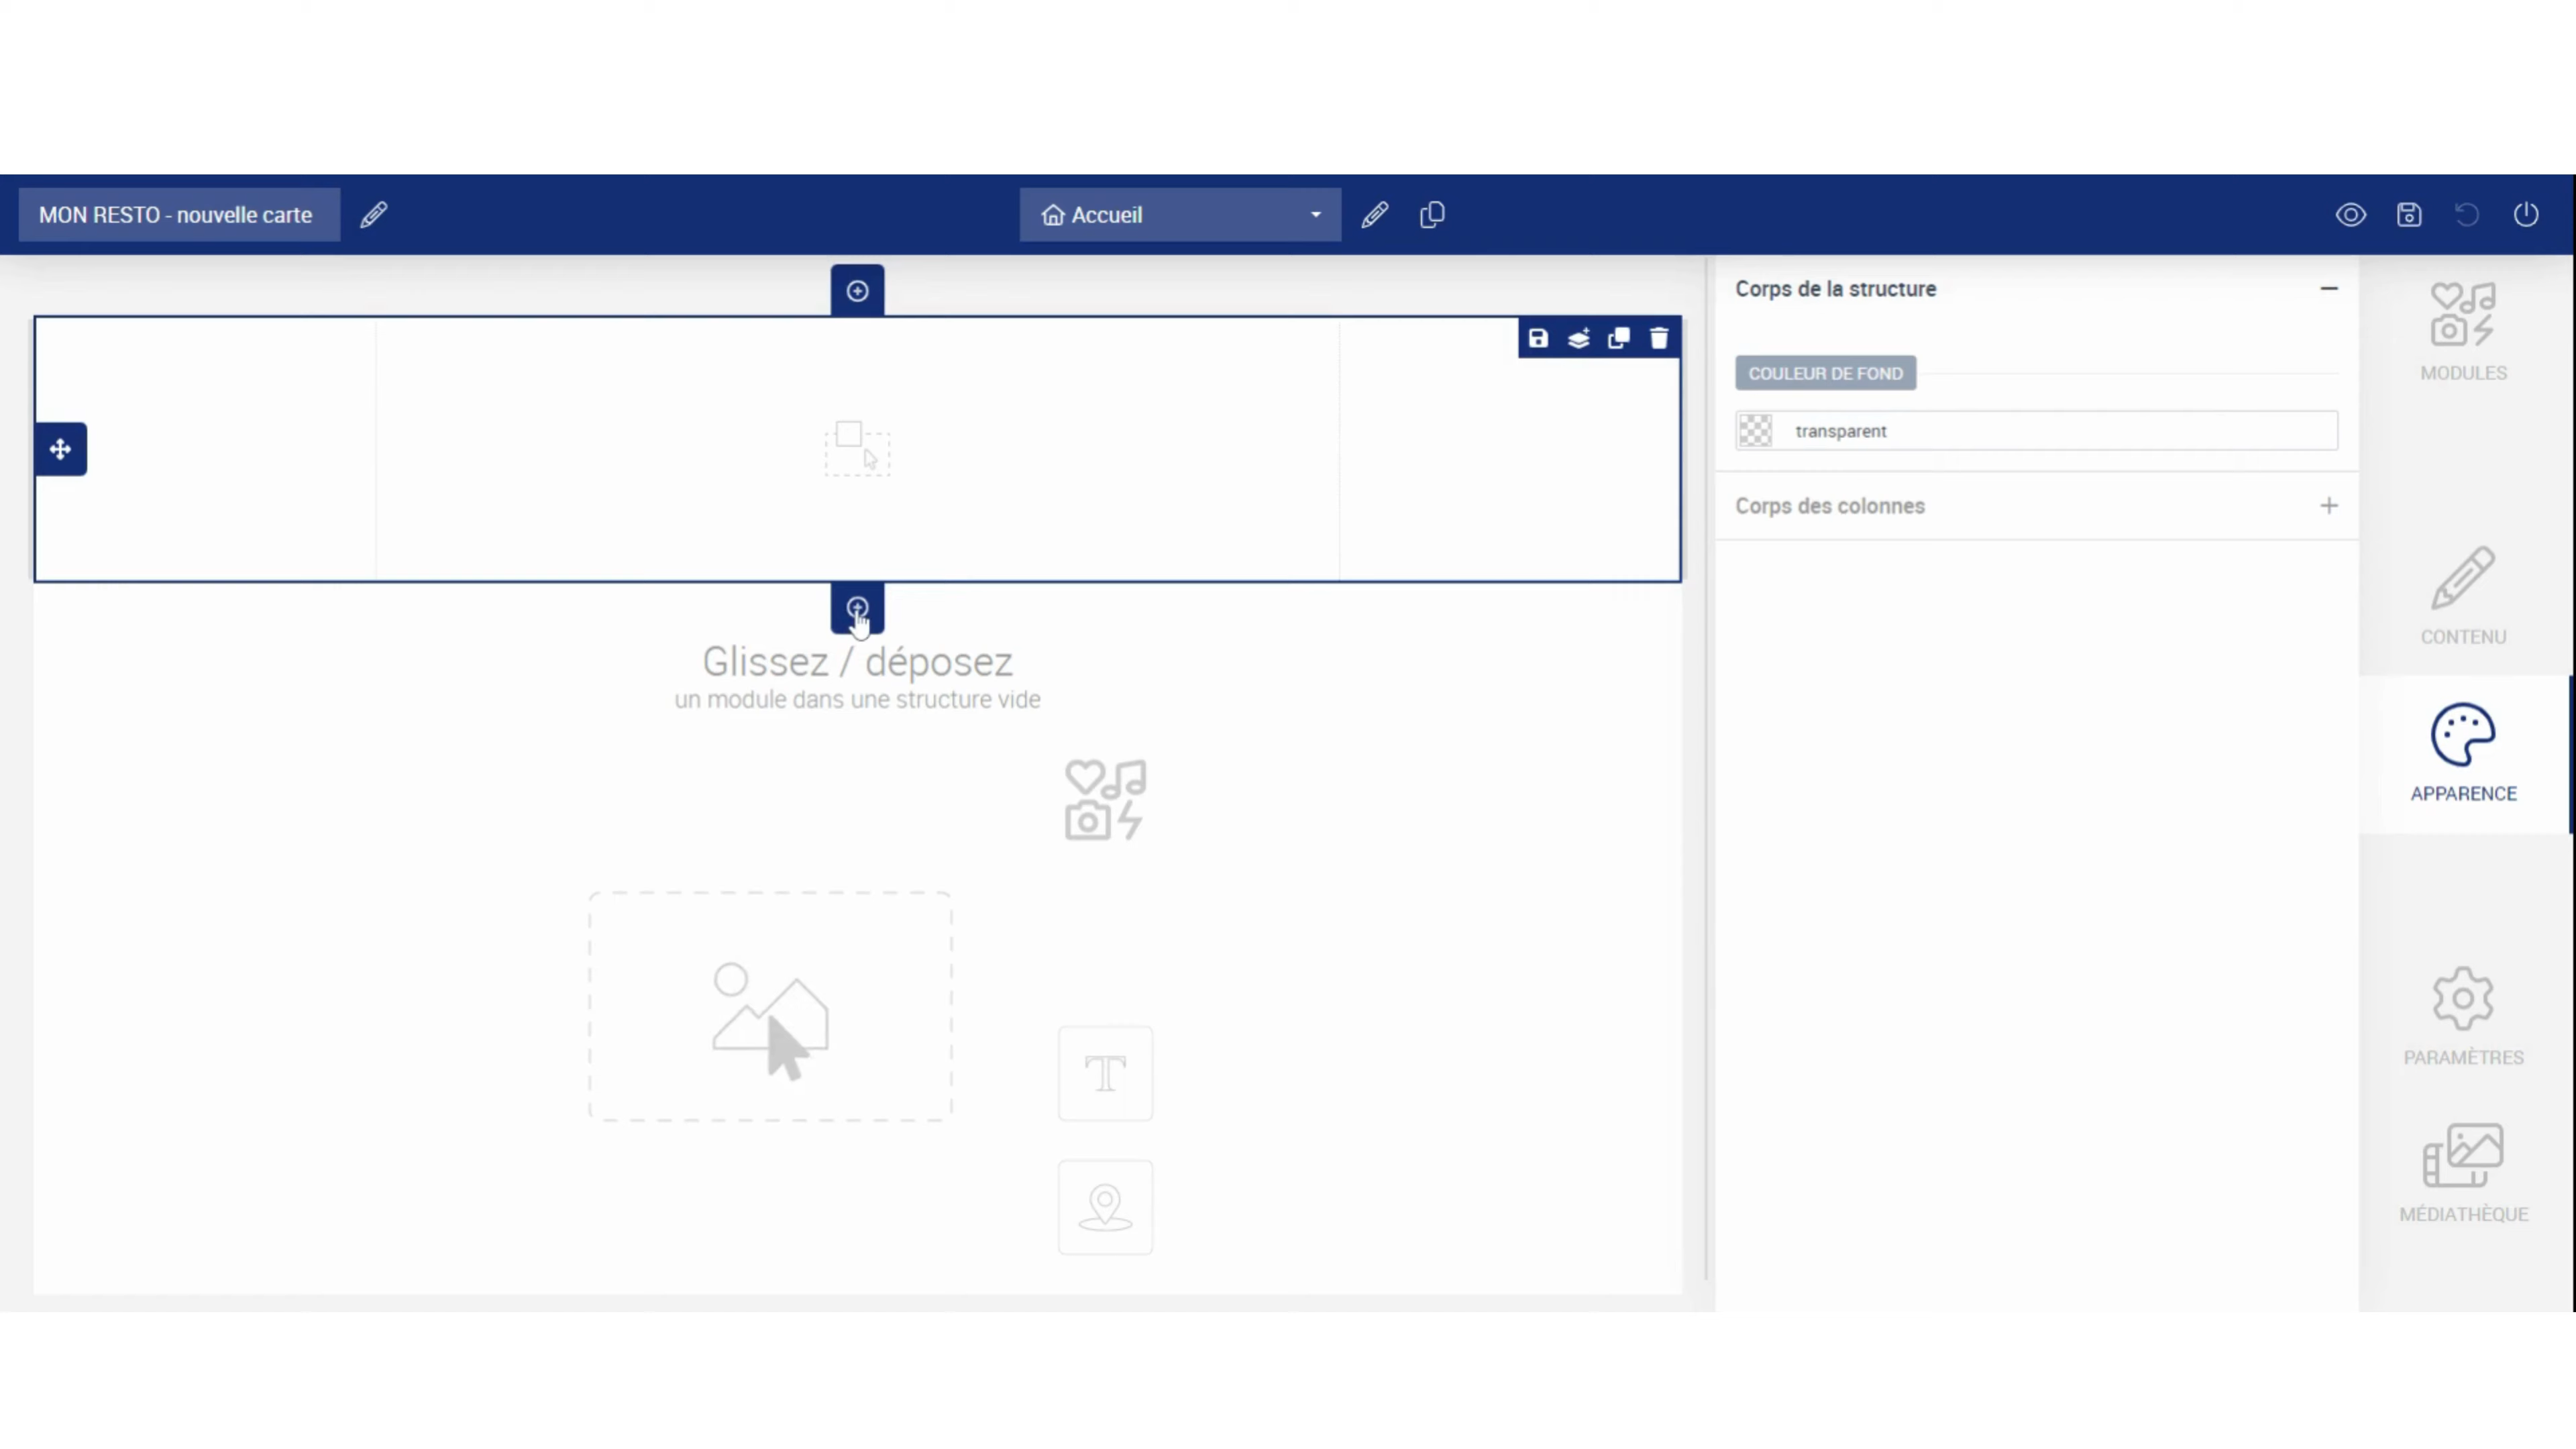 MON RESTO - nouvelle carte
Accueil
Corps de la structure
COULEUR DE FOND
transparent
Corps des colonnes
Glissez / déposez
un module dans une structure vide
T
MODULES
CONTENU
APPARENCE
PARAMÈTRES
MÉDIATHÈQUE